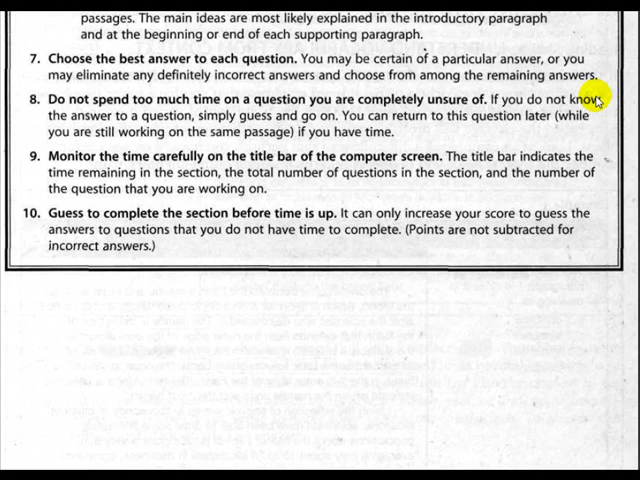 passages. The main ideas are most likely explained in the introductory paragraph
and at the beginning or end of each supporting paragraph.
7. Choose the best answer to each question. You may be certain of a particular answer, or you
may eliminate any definitely incorrect answers and choose from among the remaining answers.
8. Do not spend too much time on a question you are completely unsure of. If you do not know
the answer to a question, simply guess and go on. You can return to this question later (while
you are still working on the same passage) if you have time.
9. Monitor the time carefully on the title bar of the computer screen. The title bar indicates the
time remaining in the section, the total number of questions in the section, and the number of
the question that you are working on.
10. Guess to complete the section before time is up. It can only increase your score to guess the
answers to questions that you do not have time to complete. (Points are not subtracted for
incorrect answers.)